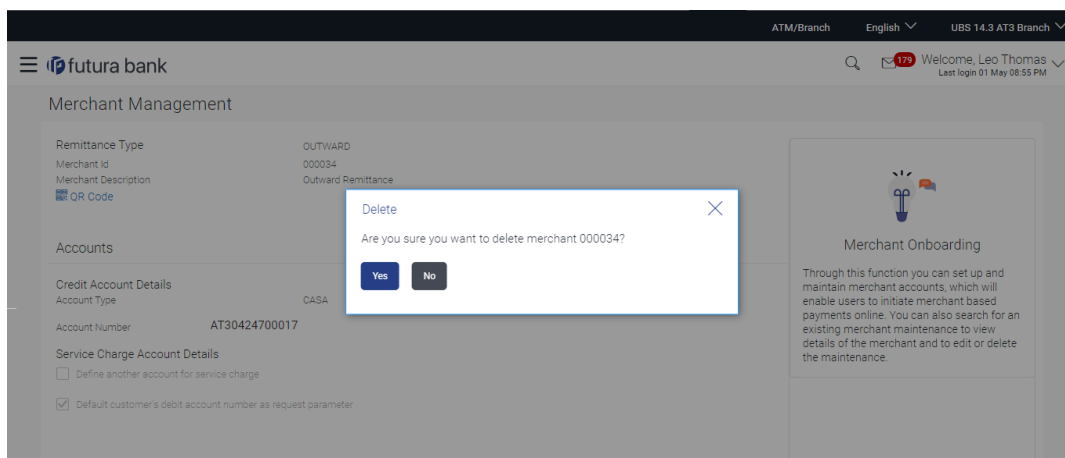 ATM/Branch English UBS 14.3 AT3 Branch
futura bank
179
Welcome, Leo Thomas
Last login 01 May 08:55 PM
Merchant Management
Remittance Type OUTWARD
Merchant Id 000034
Merchant Description Outward Remittance
QR Code
Delete
Are you sure you want to delete merchant 000034?
Yes No
Accounts
Credit Account Details
Account Type CASA
Account Number AT30424700017
Service Charge Account Details
Define another account for service charge
Default customer's debit account number as request parameter
Merchant Onboarding
Through this function you can set up and
maintain merchant accounts, which will
enable users to initiate merchant based
payments online. You can also search for an
existing merchant maintenance to view
details of the merchant and to edit or delete
the maintenance.